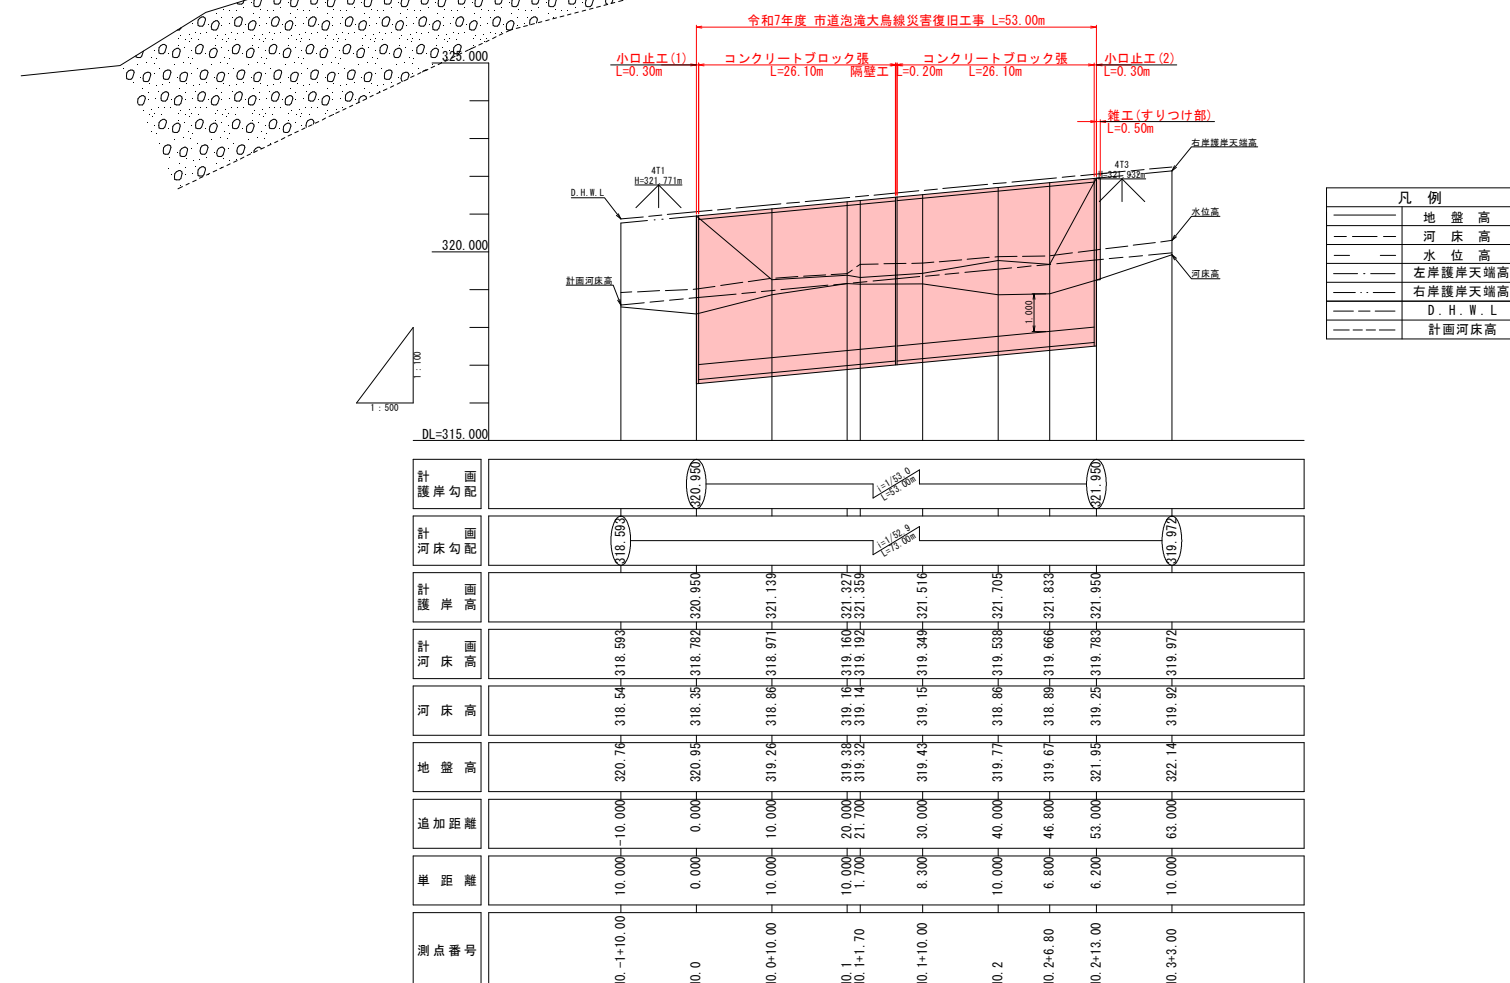 令和7年度 市道泡滝大鳥線災害復旧工事 L=53.00m
小口止工(1)
L=0.30m
コンクリートブロック張
L=26.10m
隔壁工 L=0.20m
コンクリートブロック張
L=26.10m
小口止工(2)
L=0.30m
雑工(すりつけ部)
L=0.50m
325.000
320.000
DL=315.000
4T1
H=321.771m
4T3
H=321.932m
D.H.W.L
計画河床高
右岸護岸天端高
水位高
河床高
1.000
1:100
1:500
凡 例
地 盤 高
河 床 高
水 位 高
左岸護岸天端高
右岸護岸天端高
D.H.W.L
計画河床高
計 画
護岸勾配
320.950
i=1/53.0
L=53.00m
321.950
計 画
河床勾配
318.593
i=1/52.9
L=73.00m
319.972
計 画
護 岸 高
320.950 321.139 321.327 321.359 321.516 321.705 321.833 321.950
計 画
河 床 高
318.593 318.782 318.971 319.160 319.192 319.349 319.538 319.666 319.783 319.972
河 床 高
318.54 318.35 318.86 319.16 319.14 319.15 318.86 318.89 319.25 319.92
地 盤 高
320.76 320.95 319.26 319.38 319.32 319.43 319.77 319.67 321.95 322.14
追加距離
-10.000 0.000 10.000 20.000 21.700 30.000 40.000 46.800 53.000 63.000
単 距 離
10.000 0.000 10.000 10.000 1.700 8.300 10.000 6.800 6.200 10.000
測点番号
NO.-1+10.00 NO.0 NO.0+10.00 NO.1 NO.1+1.70 NO.1+10.00 NO.2 NO.2+6.80 NO.2+13.00 NO.3+3.00